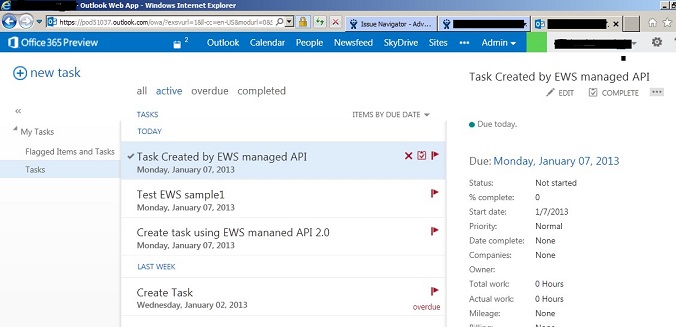 - Outlook Web App - Windows Internet Explorer
https://pod51037.outlook.com/owa/?exsvurl=1&ll-cc=en-US&modurl=0&
Issue Navigator - Adv...
Office 365 Preview
2
Outlook Calendar People Newsfeed SkyDrive Sites ... Admin
new task
all active overdue completed
«
TASKS
ITEMS BY DUE DATE
My Tasks
Flagged Items and Tasks
Tasks
TODAY
Task Created by EWS managed API
Monday, January 07, 2013
Test EWS sample1
Monday, January 07, 2013
Create task using EWS mananed API 2.0
Monday, January 07, 2013
LAST WEEK
Create Task
Wednesday, January 02, 2013
overdue
Task Created by EWS managed API
EDIT COMPLETE ...
Due today.
Due: Monday, January 07, 2013
Status: Not started
% complete: 0
Start date: 1/7/2013
Priority: Normal
Date complete: None
Companies: None
Owner:
Total work: 0 Hours
Actual work: 0 Hours
Mileage: None